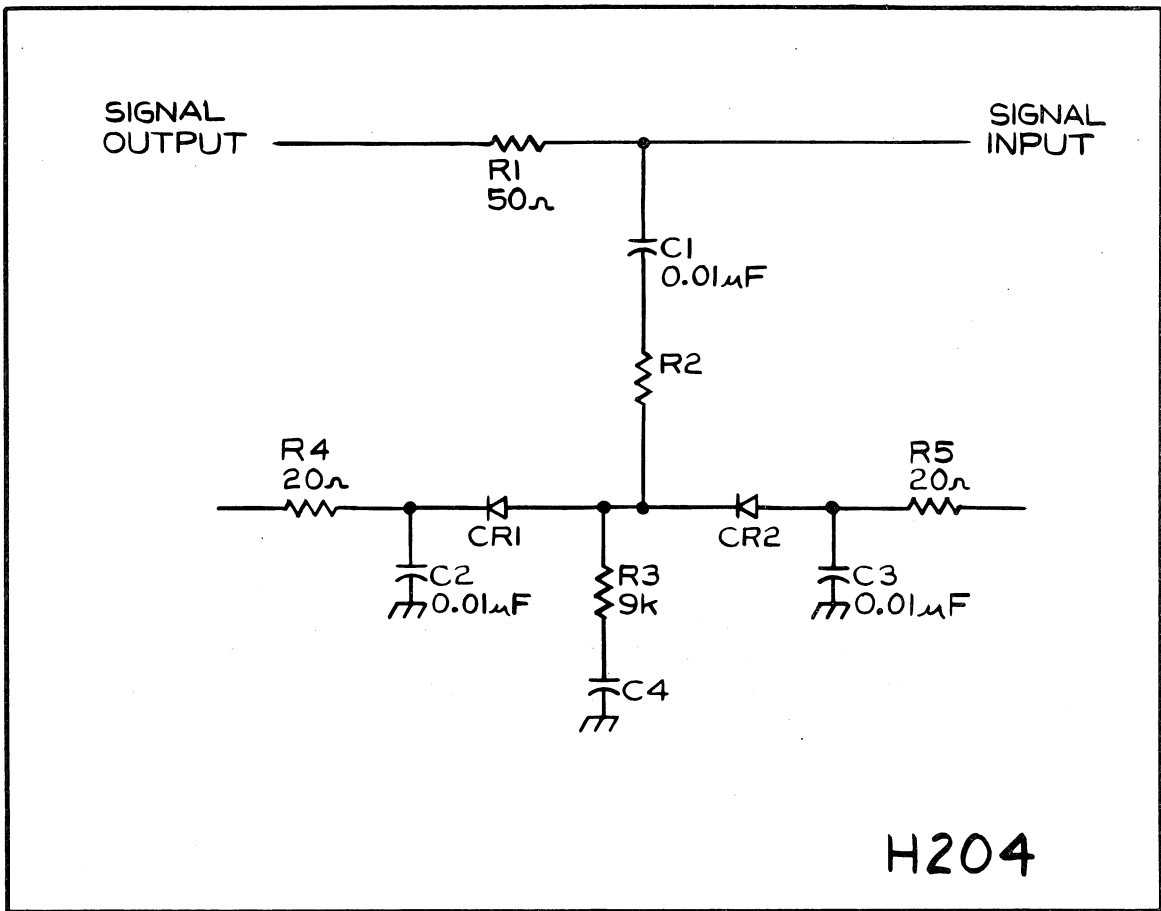 SIGNAL
OUTPUT
SIGNAL
INPUT
R1
50Ω
C1
0.01μF
R2
R4
20Ω
R5
20Ω
CR1
CR2
C2
0.01μF
R3
9k
C3
0.01μF
C4
H204